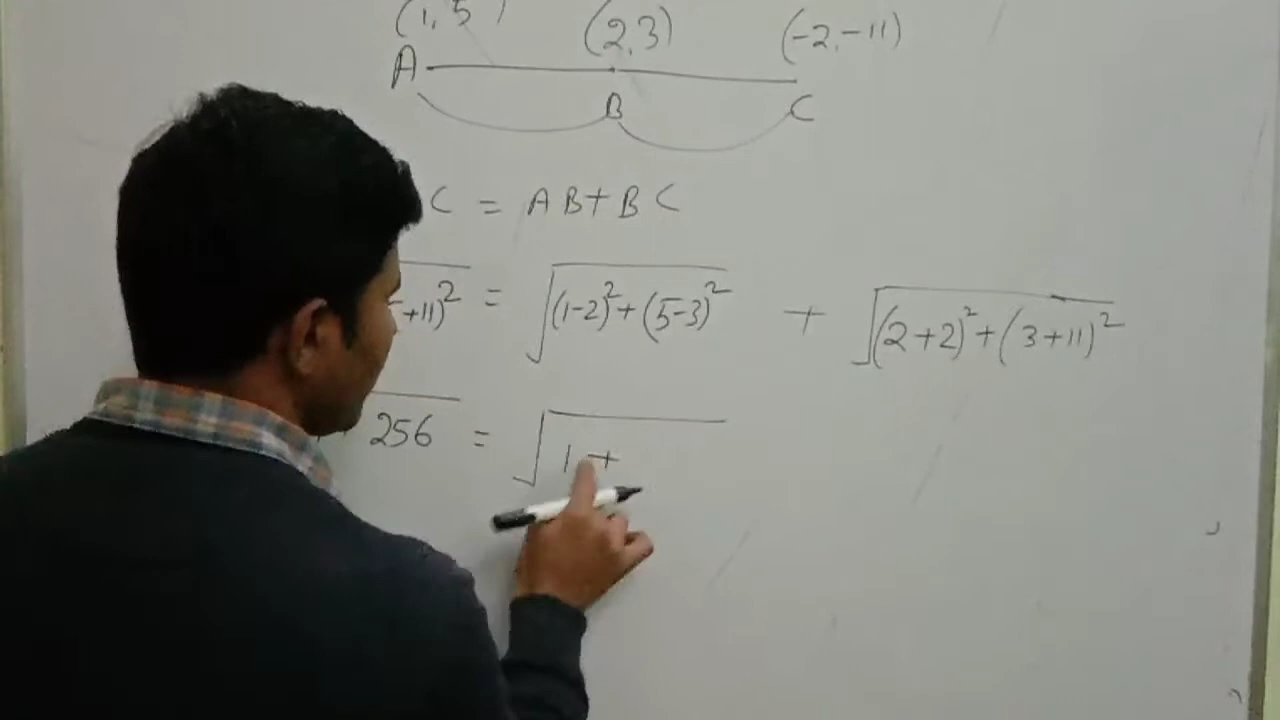 (1, 5) (2,3) (-2,-11)
A B C
C = AB+BC
+11)² = √(1-2)²+(5-3)² + √(2+2)²+(3+11)²
256 = √1+